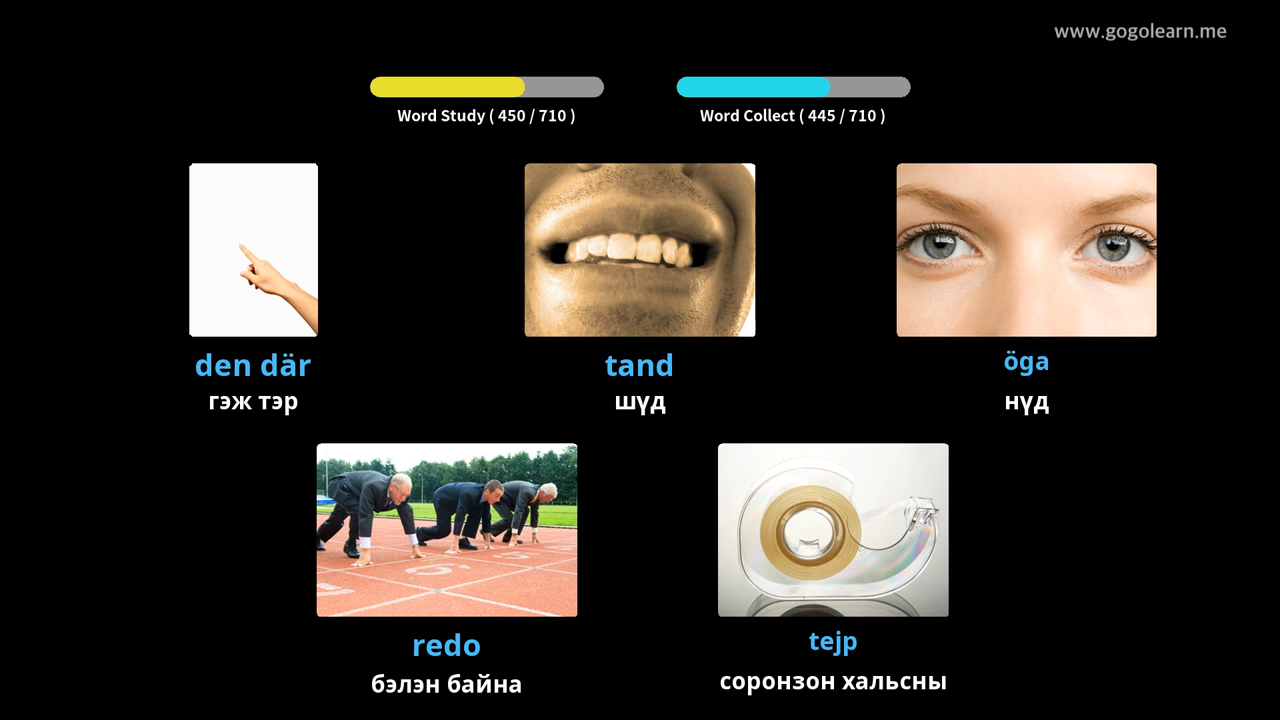 www.gogolearn.me
Word Study ( 450 / 710 )
Word Collect ( 445 / 710 )
den där
гэж тэр
tand
шүд
öga
нүд
redo
бэлэн байна
tejp
соронзон хальсны